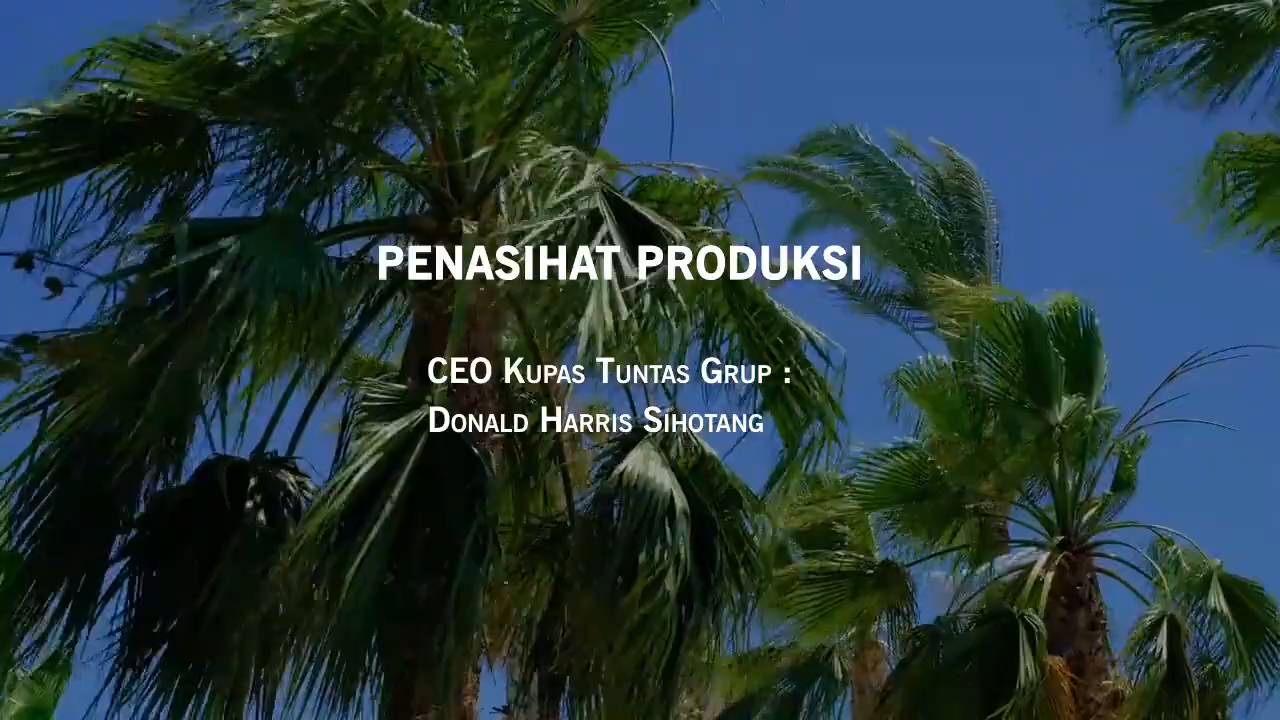 PENASIHAT PRODUKSI
CEO Kupas Tuntas Grup :
Donald Harris Sihotang